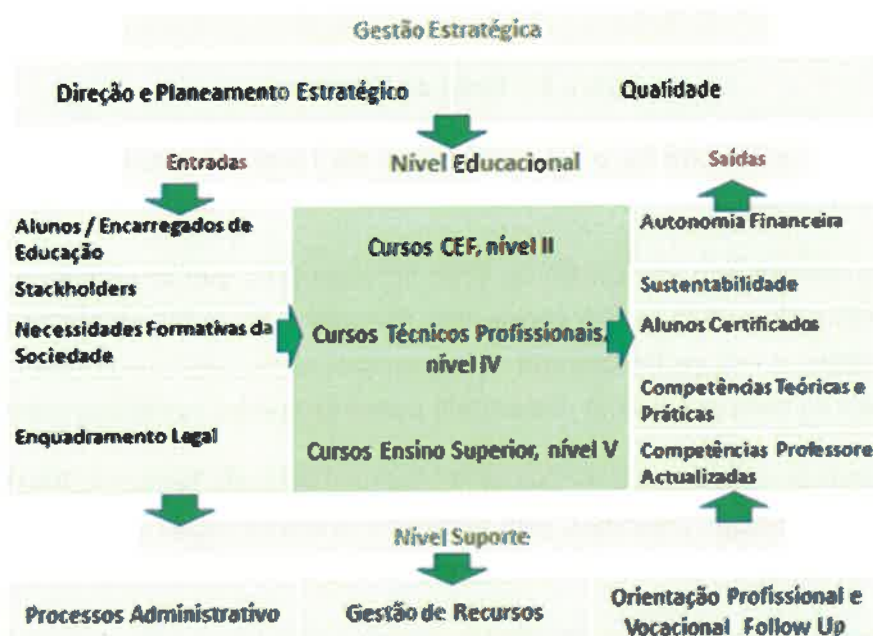 Gestão Estratégica
Direção e Planeamento Estratégico
Qualidade
Entradas
Nível Educacional
Saídas
Alunos / Encarregados de
Educação
Stackholders
Necessidades Formativas da
Sociedade
Enquadramento Legal
Cursos CEF, nível II
Cursos Técnicos Profissionais,
nível IV
Cursos Ensino Superior, nível V
Autonomia Financeira
Sustentabilidade
Alunos Certificados
Competências Teóricas e
Práticas
Competências Professore
Actualizadas
Nível Suporte
Processos Administrativo
Gestão de Recursos
Orientação Profissional e
Vocacional Follow Up